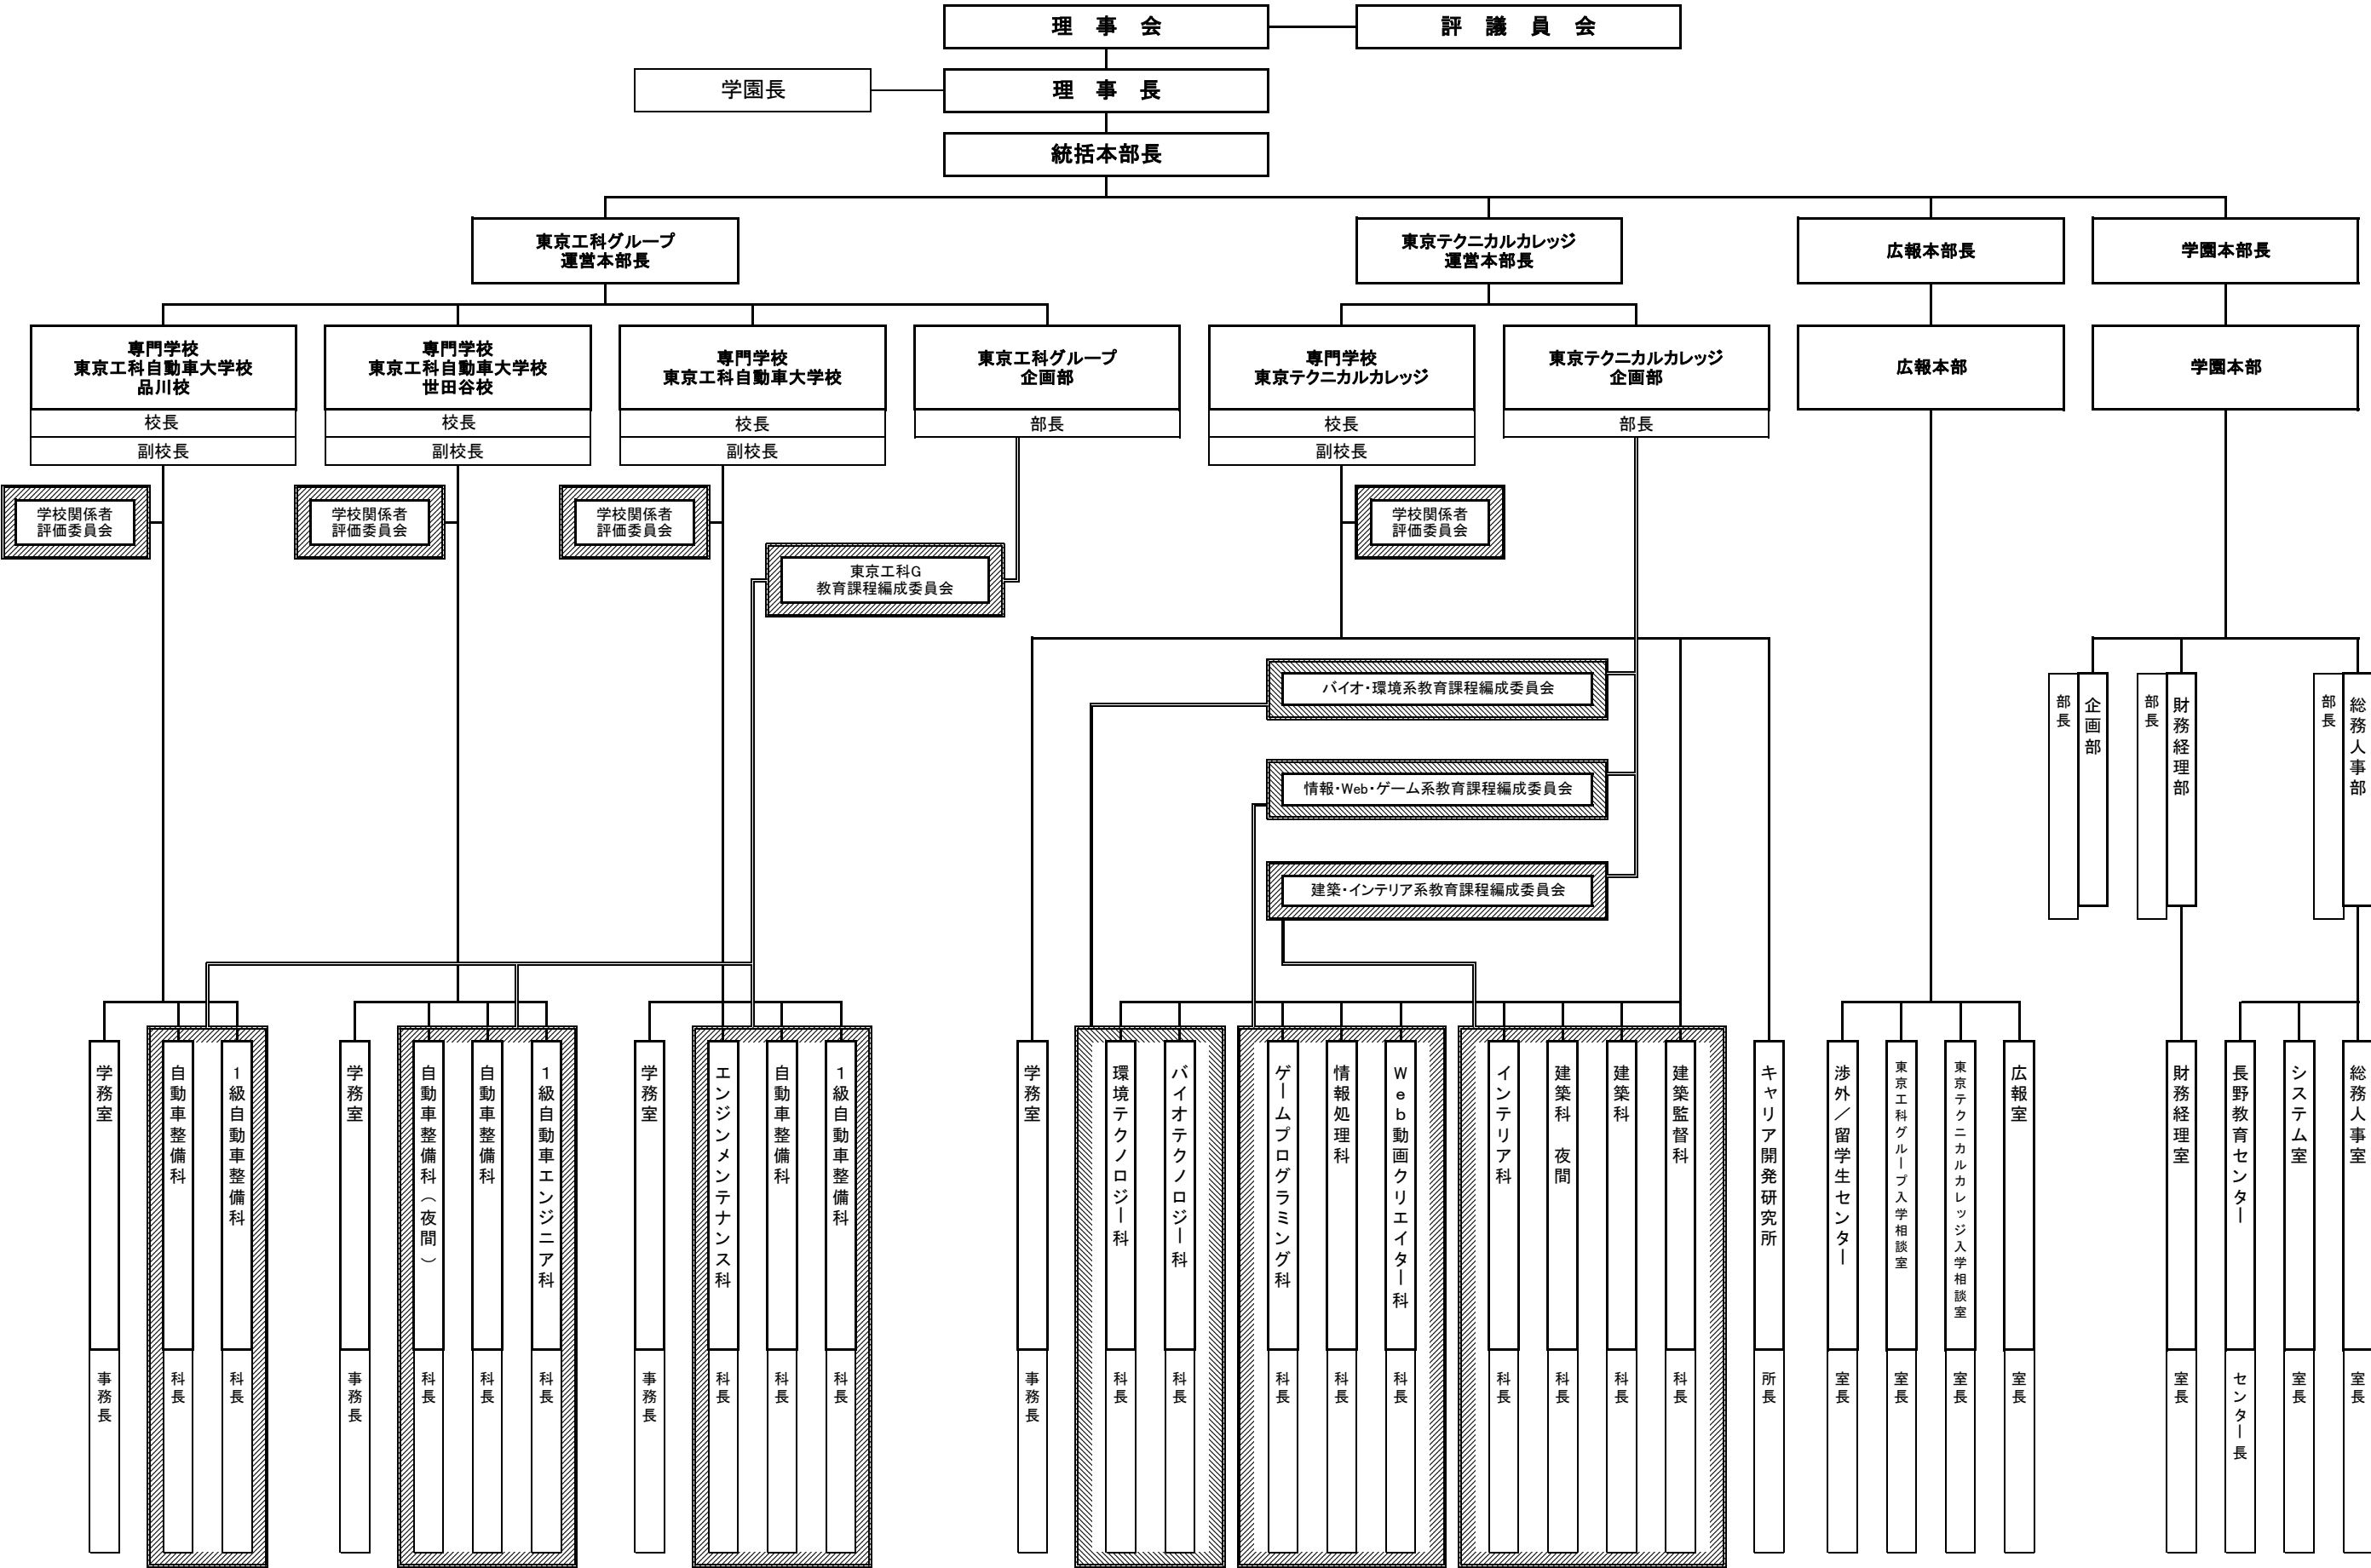 理　事　会
評　議　員　会
学園長
理　事　長
統括本部長
東京工科グループ
運営本部長
東京テクニカルカレッジ
運営本部長
広報本部長
学園本部長
専門学校
東京工科自動車大学校
品川校
専門学校
東京工科自動車大学校
世田谷校
専門学校
東京工科自動車大学校
東京工科グループ
企画部
専門学校
東京テクニカルカレッジ
東京テクニカルカレッジ
企画部
広報本部
学園本部
校長
校長
校長
部長
校長
部長
副校長
副校長
副校長
副校長
学校関係者
評価委員会
学校関係者
評価委員会
学校関係者
評価委員会
学校関係者
評価委員会
東京工科G
教育課程編成委員会
バイオ・環境系教育課程編成委員会
情報・Web・ゲーム系教育課程編成委員会
建築・インテリア系教育課程編成委員会
部長
企画部
部長
財務経理部
部長
総務人事部
学務室
自動車整備科
1級自動車整備科
学務室
自動車整備科（夜間）
自動車整備科
1級自動車エンジニア科
学務室
エンジンメンテナンス科
自動車整備科
1級自動車整備科
学務室
環境テクノロジー科
バイオテクノロジー科
ゲームプログラミング科
情報処理科
Web動画クリエイター科
インテリア科
建築科　夜間
建築科
建築監督科
キャリア開発研究所
渉外／留学生センター
東京工科グループ入学相談室
東京テクニカルカレッジ入学相談室
広報室
財務経理室
長野教育センター
システム室
総務人事室
事務長
科長
科長
事務長
科長
科長
科長
事務長
科長
科長
科長
事務長
科長
科長
科長
科長
科長
科長
科長
科長
科長
所長
室長
室長
室長
室長
室長
センター長
室長
室長